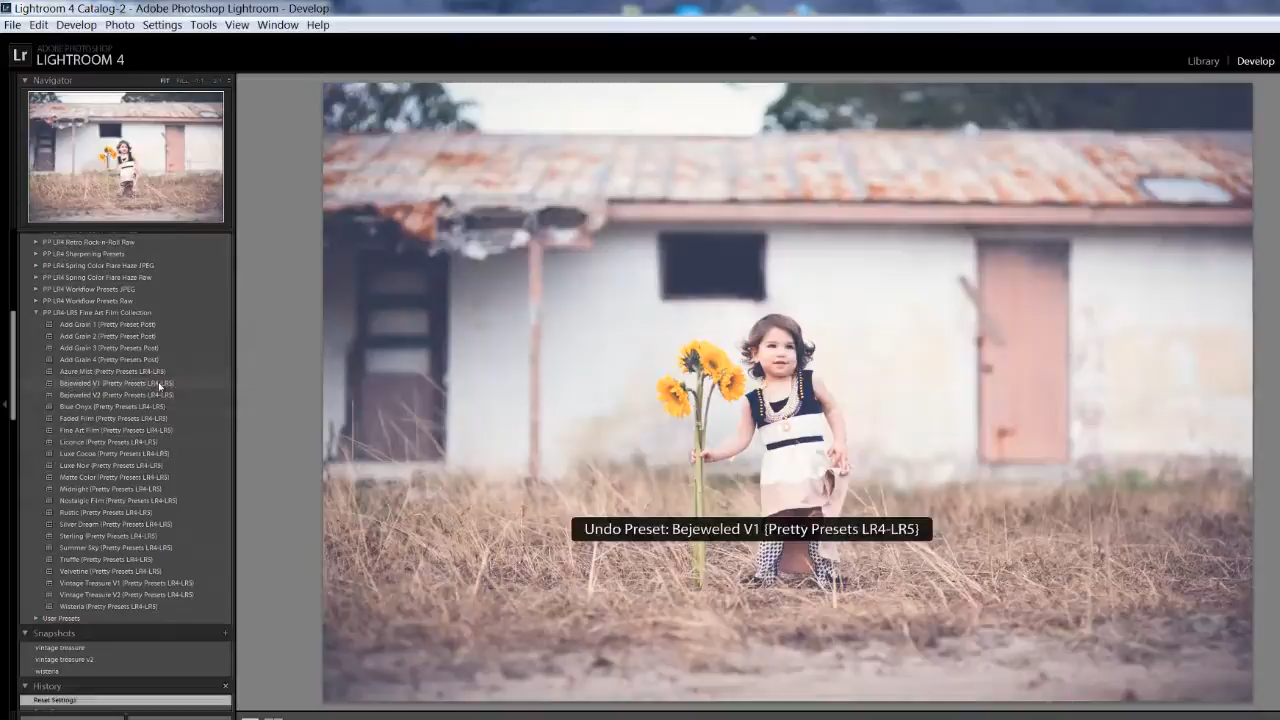 Lightroom 4 Catalog-2 - Adobe Photoshop Lightroom - Develop
File Edit Develop Photo Settings Tools View Window Help
Lr ADOBE PHOTOSHOP
LIGHTROOM 4
Library | Develop
Navigator FIT
PP LR4 Retro Rock-n-Roll Raw
PP LR4 Sharpening Presets
PP LR4 Spring Color Flare Haze JPEG
PP LR4 Spring Color Flare Haze Raw
PP LR4 Workflow Presets JPEG
PP LR4 Workflow Presets Raw
PP LR4-LR5 Fine Art Film Collection
Add Grain 1 {Pretty Preset Post}
Add Grain 2 {Pretty Preset Post}
Add Grain 3 {Pretty Presets Post}
Add Grain 4 {Pretty Presets Post}
Azure Mist {Pretty Presets LR4-LR5}
Bejeweled V1 {Pretty Presets LR4-LR5}
Bejeweled V2 {Pretty Presets LR4-LR5}
Blue Onyx {Pretty Presets LR4-LR5}
Faded Film {Pretty Presets LR4-LR5}
Fine Art Film {Pretty Presets LR4-LR5}
Licorice {Pretty Presets LR4-LR5}
Luxe Cocoa {Pretty Presets LR4-LR5}
Luxe Noir {Pretty Presets LR4-LR5}
Matte Color {Pretty Presets LR4-LR5}
Midnight {Pretty Presets LR4-LR5}
Nostalgic Film {Pretty Presets LR4-LR5}
Rustic {Pretty Presets LR4-LR5}
Silver Dream {Pretty Presets LR4-LR5}
Sterling {Pretty Presets LR4-LR5}
Summer Sky {Pretty Presets LR4-LR5}
Truffle {Pretty Presets LR4-LR5}
Velvetine {Pretty Presets LR4-LR5}
Vintage Treasure V1 {Pretty Presets LR4-LR5}
Vintage Treasure V2 {Pretty Presets LR4-LR5}
Wisteria {Pretty Presets LR4-LR5}
User Presets
Undo Preset: Bejeweled V1 {Pretty Presets LR4-LR5}
Snapshots +
vintage treasure
vintage treasure v2
wisteria
History x
Reset Settings